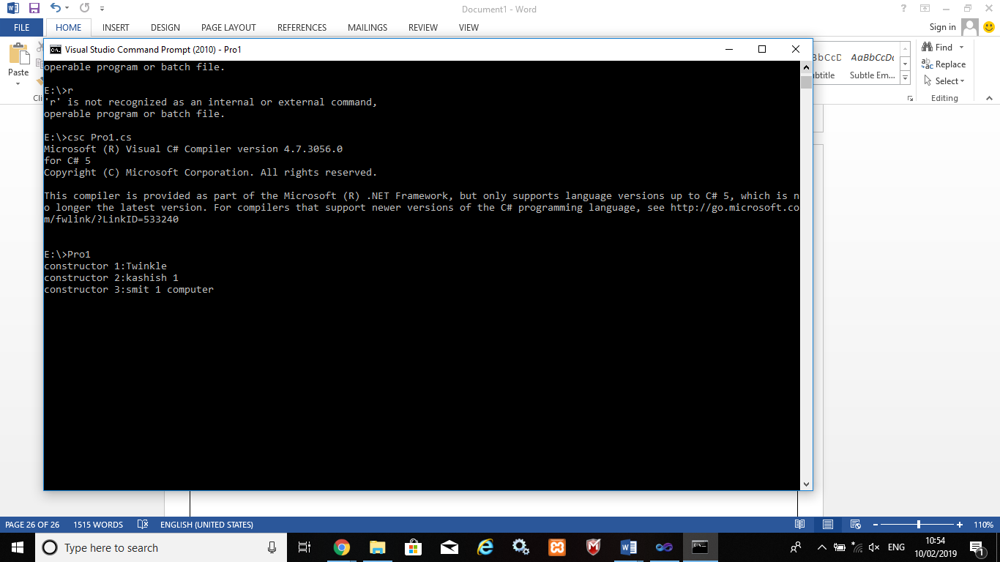 Document1 - Word
?
FILE
HOME
INSERT
DESIGN
PAGE LAYOUT
REFERENCES
MAILINGS
REVIEW
VIEW
Sign in
Paste
Visual Studio Command Prompt (2010) - Pro1
operable program or batch file.
E:\>r
'r' is not recognized as an internal or external command,
operable program or batch file.
E:\>csc Pro1.cs
Microsoft (R) Visual C# Compiler version 4.7.3056.0
for C# 5
Copyright (C) Microsoft Corporation. All rights reserved.
This compiler is provided as part of the Microsoft (R) .NET Framework, but only supports language versions up to C# 5, which is n
o longer the latest version. For compilers that support newer versions of the C# programming language, see http://go.microsoft.co
m/fwlink/?LinkID=533240
E:\>Pro1
constructor 1:Twinkle
constructor 2:kashish 1
constructor 3:smit 1 computer
AaBbCcD
Subtle Em...
Find
Replace
Select
Editing
PAGE 26 OF 26
1515 WORDS
ENGLISH (UNITED STATES)
110%
Type here to search
ENG
10:54
10/02/2019
1